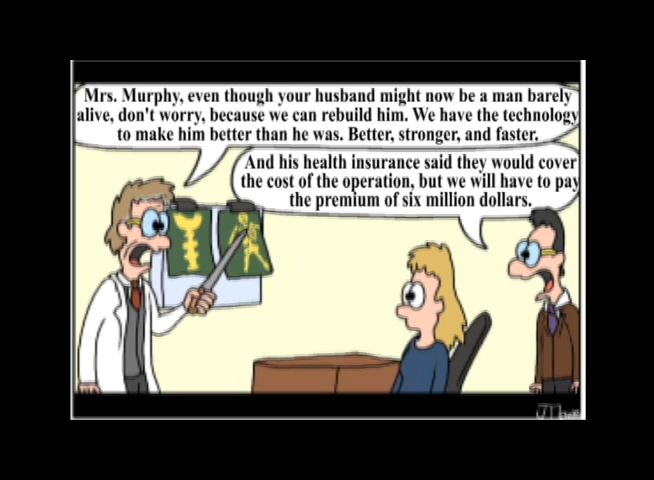 Mrs. Murphy, even though your husband might now be a man barely
alive, don't worry, because we can rebuild him. We have the technology
to make him better than he was. Better, stronger, and faster.
And his health insurance said they would cover
the cost of the operation, but we will have to pay
the premium of six million dollars.